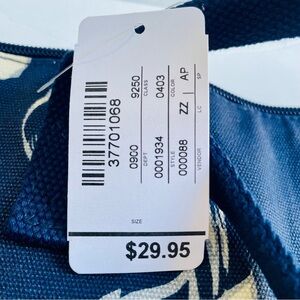 37701068
0900 9250
DEPT CLASS
0001934 0403
STYLE COLOR
000088 ZZ AP
VENDOR LC SP
SIZE
$29.95